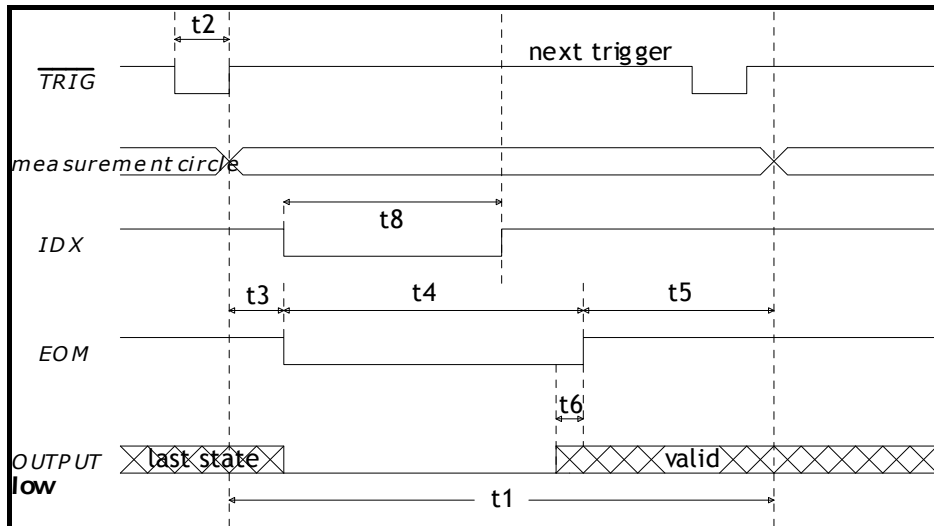 t2
next trigger
TRIG
measurement circle
t8
IDX
t3
t4
t5
EOM
t6
OUTPUT
last state
valid
low
t1